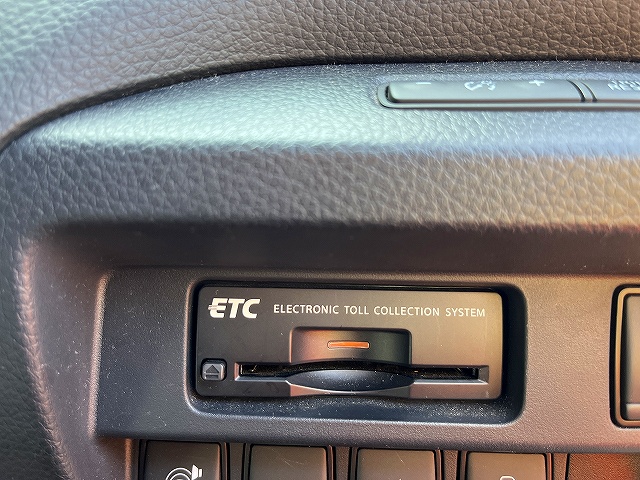 - +
ETC ELECTRONIC TOLL COLLECTION SYSTEM